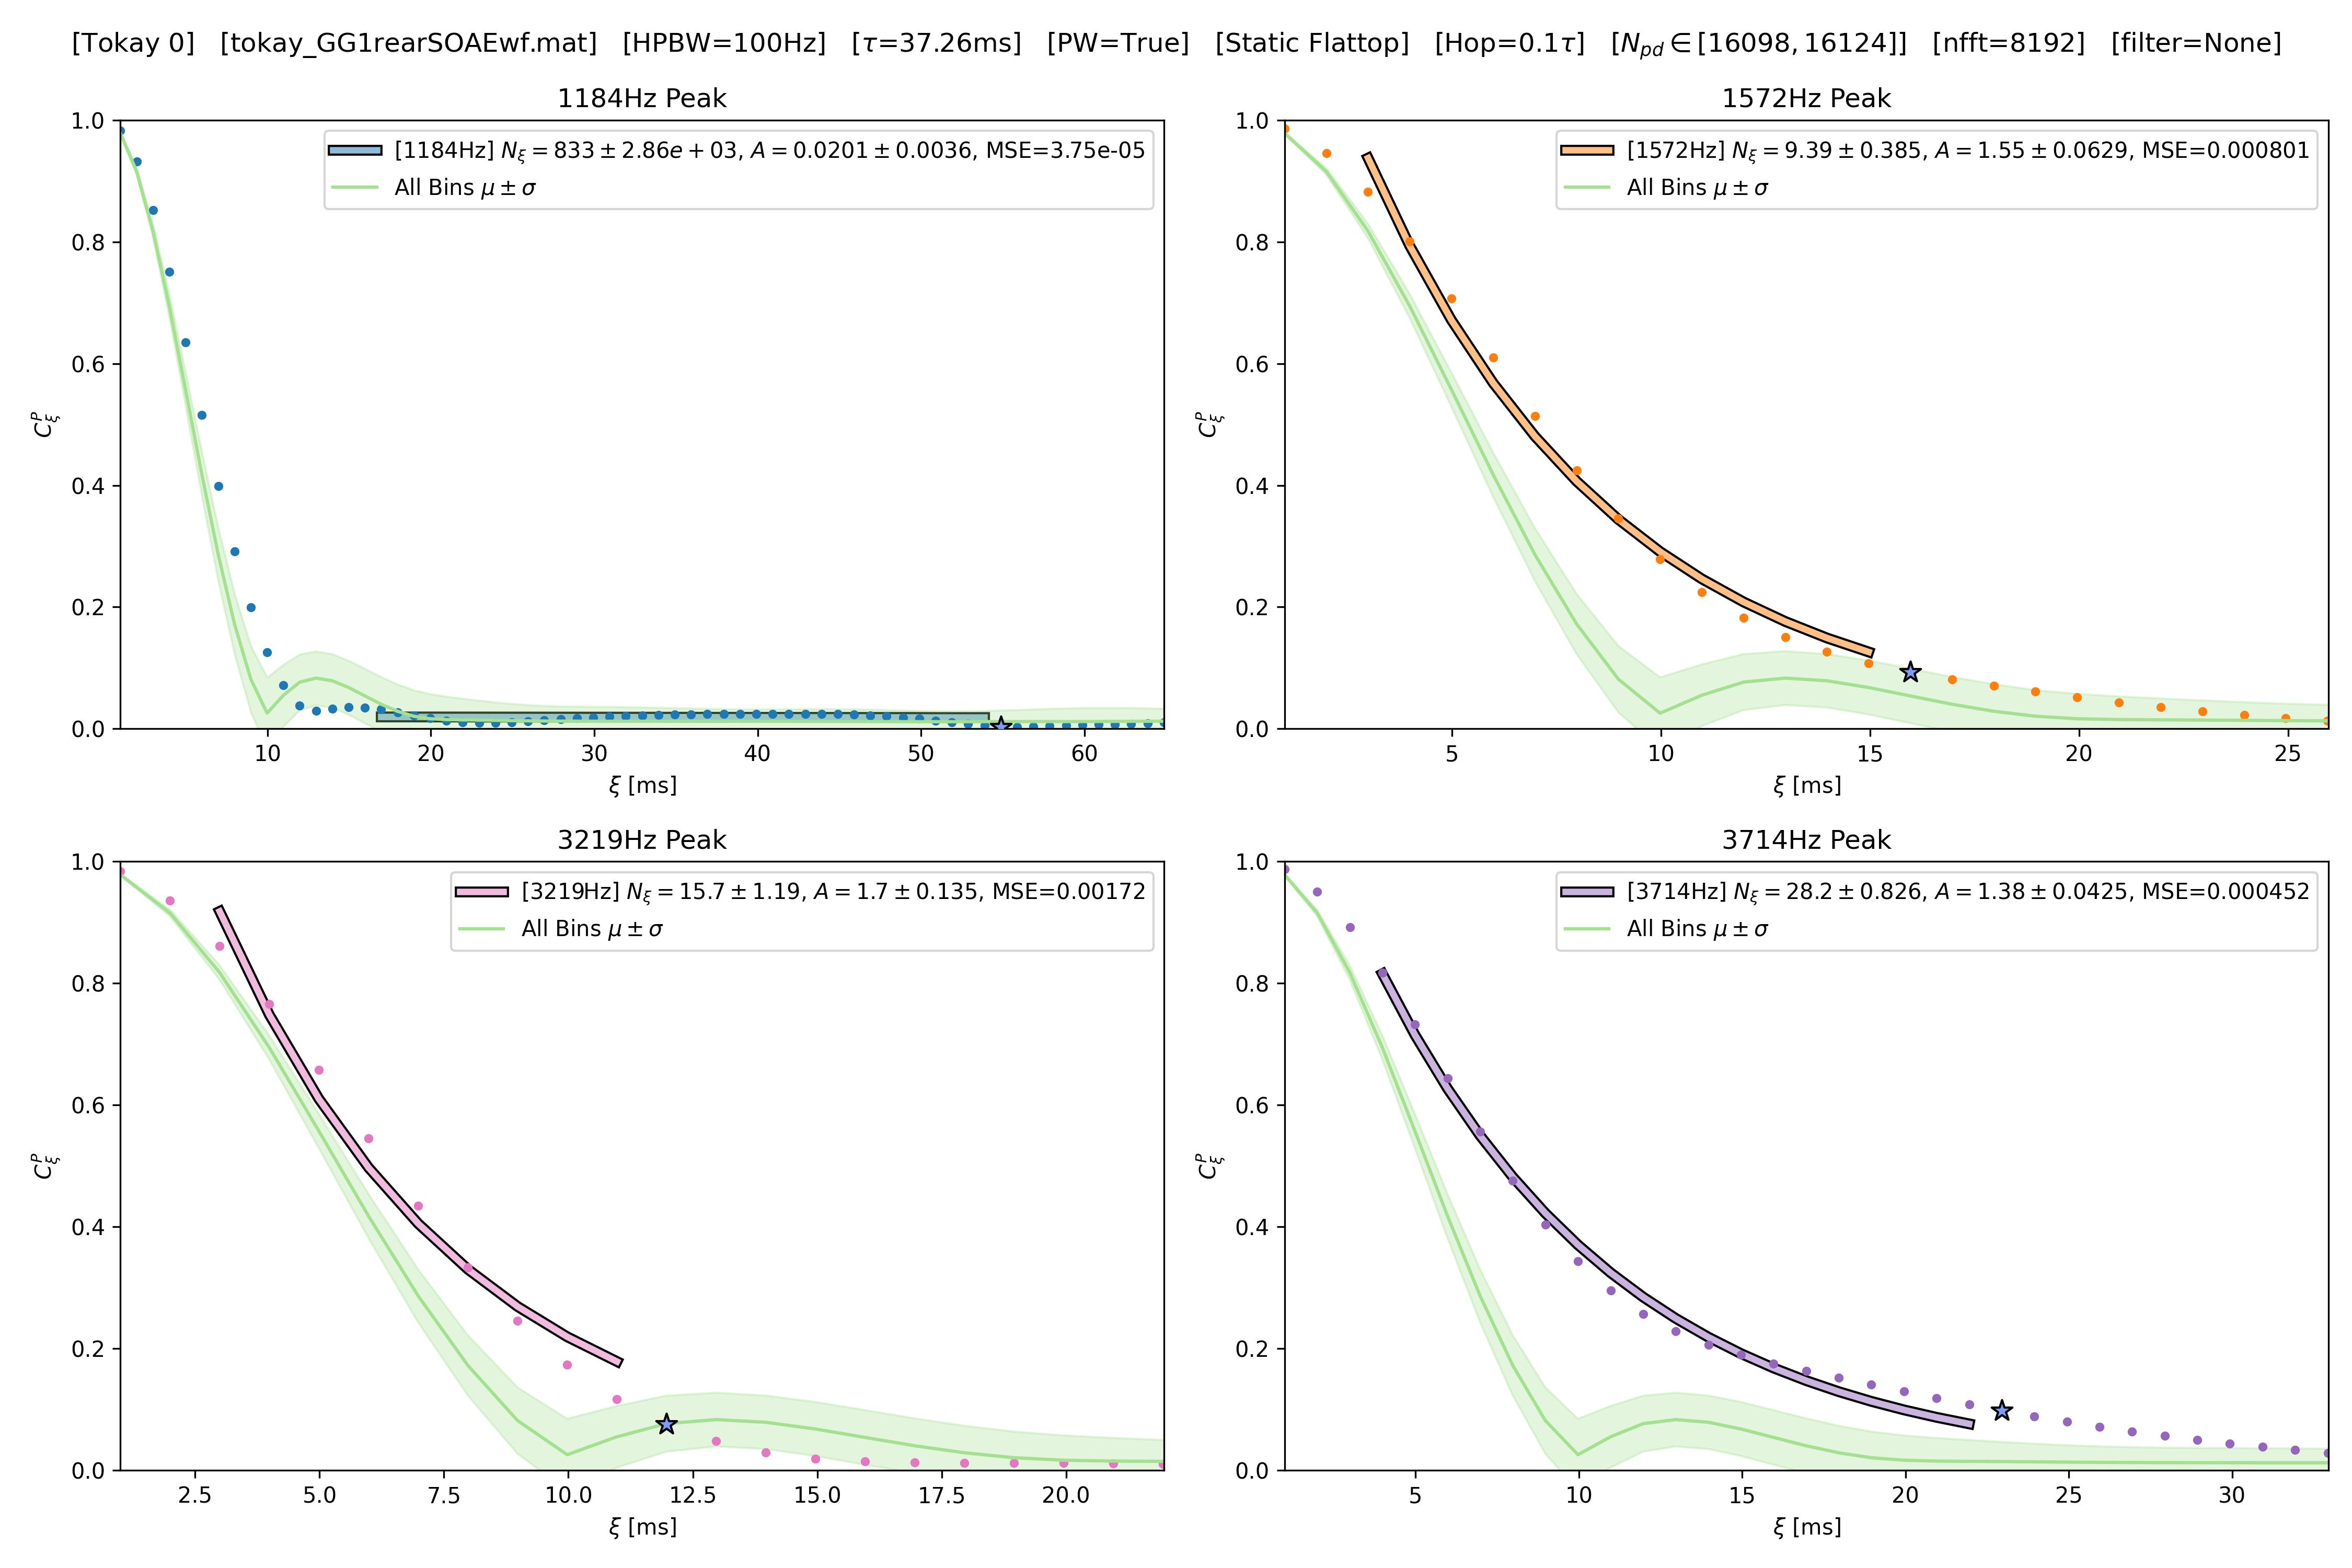 [Tokay 0] [tokay_GG1rearSOAEwf.mat] [HPBW=100Hz] [τ=37.26ms] [PW=True] [Static Flattop] [Hop=0.1τ] [N_pd ∈ [16098, 16124]] [nfft=8192] [filter=None]
1184Hz Peak
[1184Hz] N_ξ = 833 ± 2.86e + 03, A = 0.0201 ± 0.0036, MSE=3.75e-05
All Bins μ ± σ
1.0
0.8
0.6
0.4
0.2
0.0
C_ξ^P
10 20 30 40 50 60
ξ [ms]
1572Hz Peak
[1572Hz] N_ξ = 9.39 ± 0.385, A = 1.55 ± 0.0629, MSE=0.000801
All Bins μ ± σ
1.0
0.8
0.6
0.4
0.2
0.0
C_ξ^P
5 10 15 20 25
ξ [ms]
3219Hz Peak
[3219Hz] N_ξ = 15.7 ± 1.19, A = 1.7 ± 0.135, MSE=0.00172
All Bins μ ± σ
1.0
0.8
0.6
0.4
0.2
0.0
C_ξ^P
2.5 5.0 7.5 10.0 12.5 15.0 17.5 20.0
ξ [ms]
3714Hz Peak
[3714Hz] N_ξ = 28.2 ± 0.826, A = 1.38 ± 0.0425, MSE=0.000452
All Bins μ ± σ
1.0
0.8
0.6
0.4
0.2
0.0
C_ξ^P
5 10 15 20 25 30
ξ [ms]